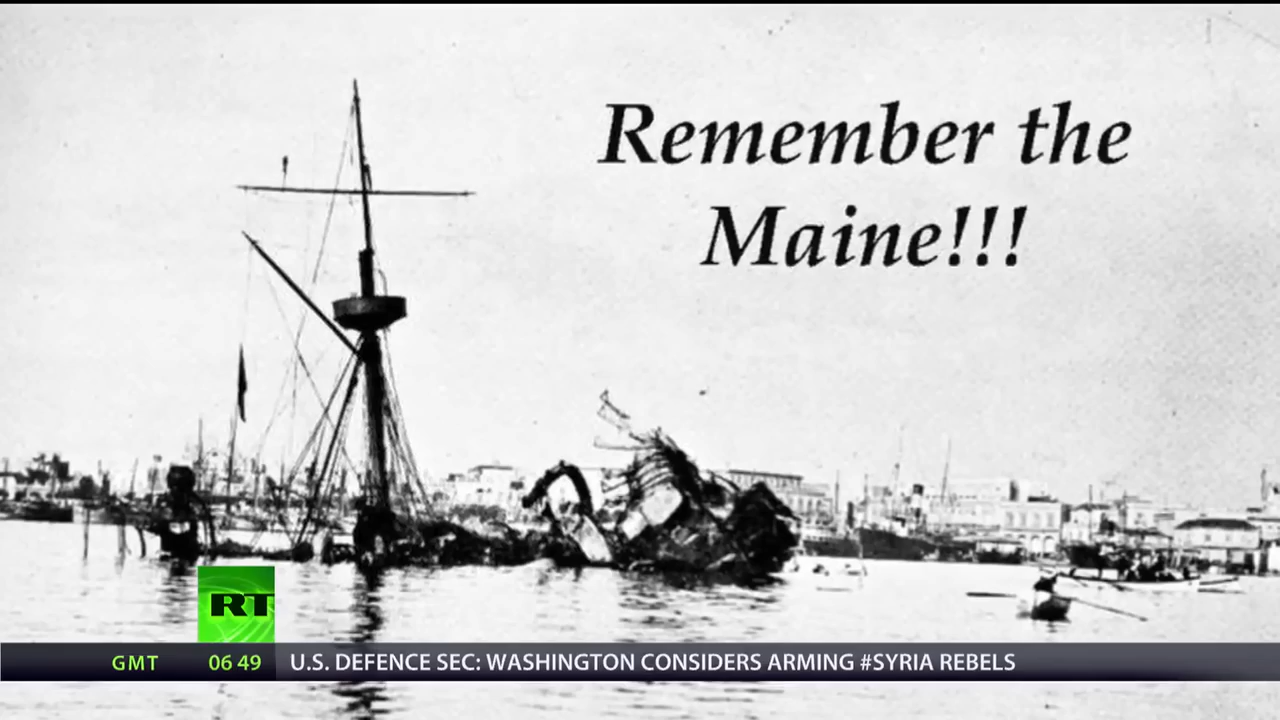 Remember the
Maine!!!
RT
GMT 06 49 U.S. DEFENCE SEC: WASHINGTON CONSIDERS ARMING #SYRIA REBELS